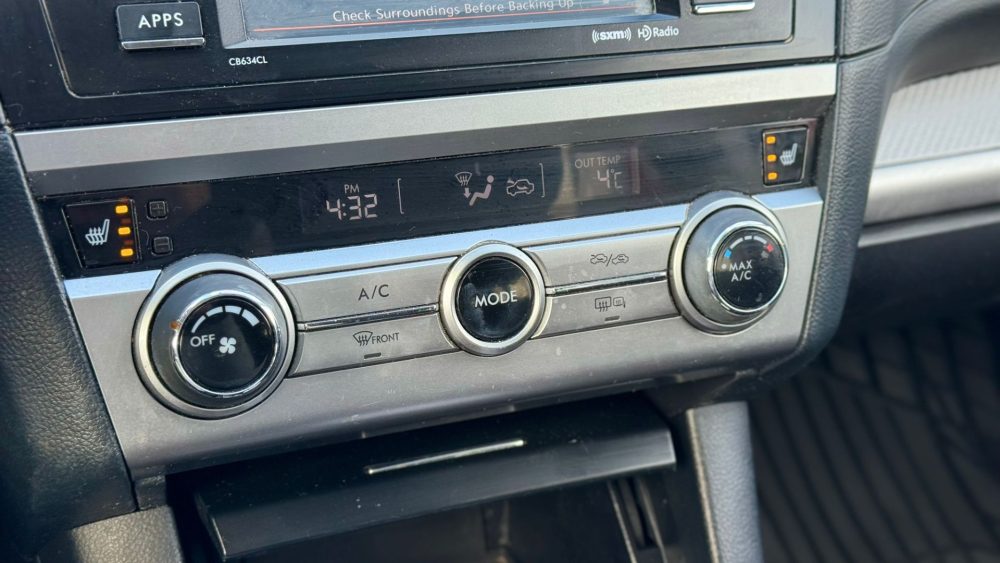 Check Surroundings Before Backing Up
APPS
CB634CL
((sxm)) HD Radio
PM
4:32
OUT TEMP
4°C
A/C
FRONT
MODE
OFF
MAX
A/C